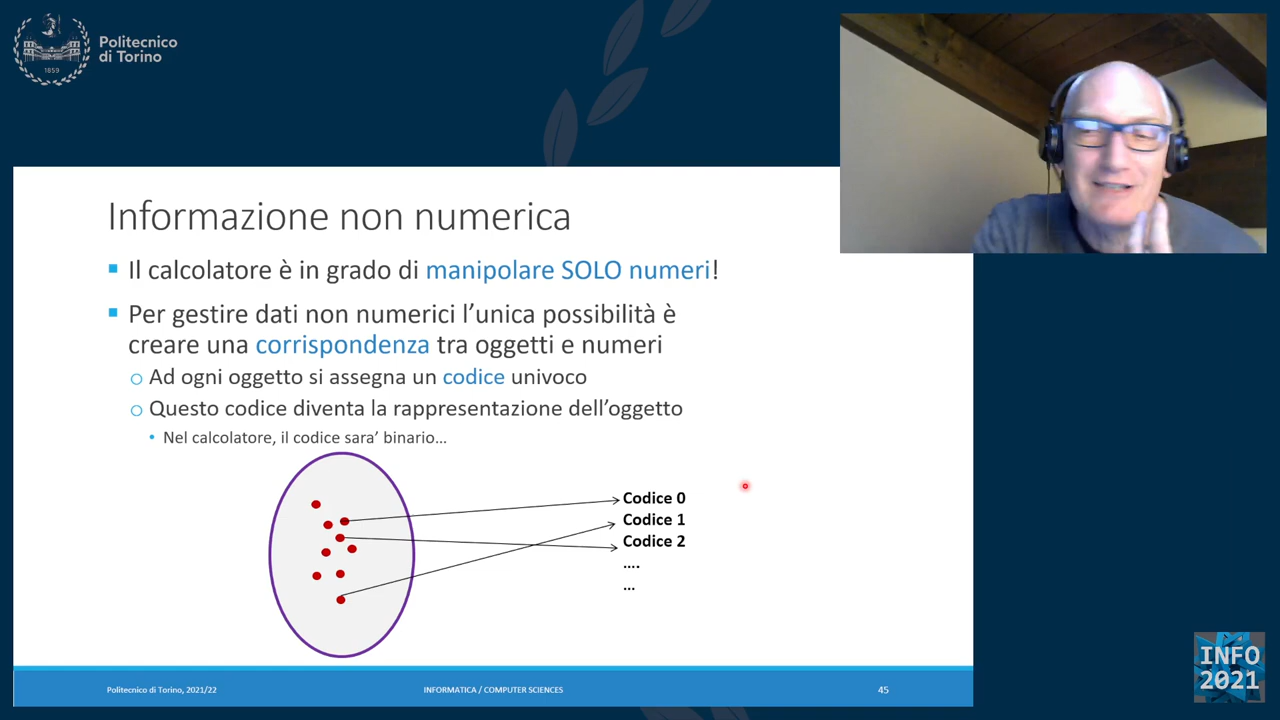 Politecnico
di Torino
1859
Informazione non numerica
Il calcolatore è in grado di manipolare SOLO numeri!
Per gestire dati non numerici l'unica possibilità è
creare una corrispondenza tra oggetti e numeri
Ad ogni oggetto si assegna un codice univoco
Questo codice diventa la rappresentazione dell'oggetto
Nel calcolatore, il codice sara' binario…
Codice 0
Codice 1
Codice 2
....
...
Politecnico di Torino, 2021/22
INFORMATICA / COMPUTER SCIENCES
45
INFO
2021